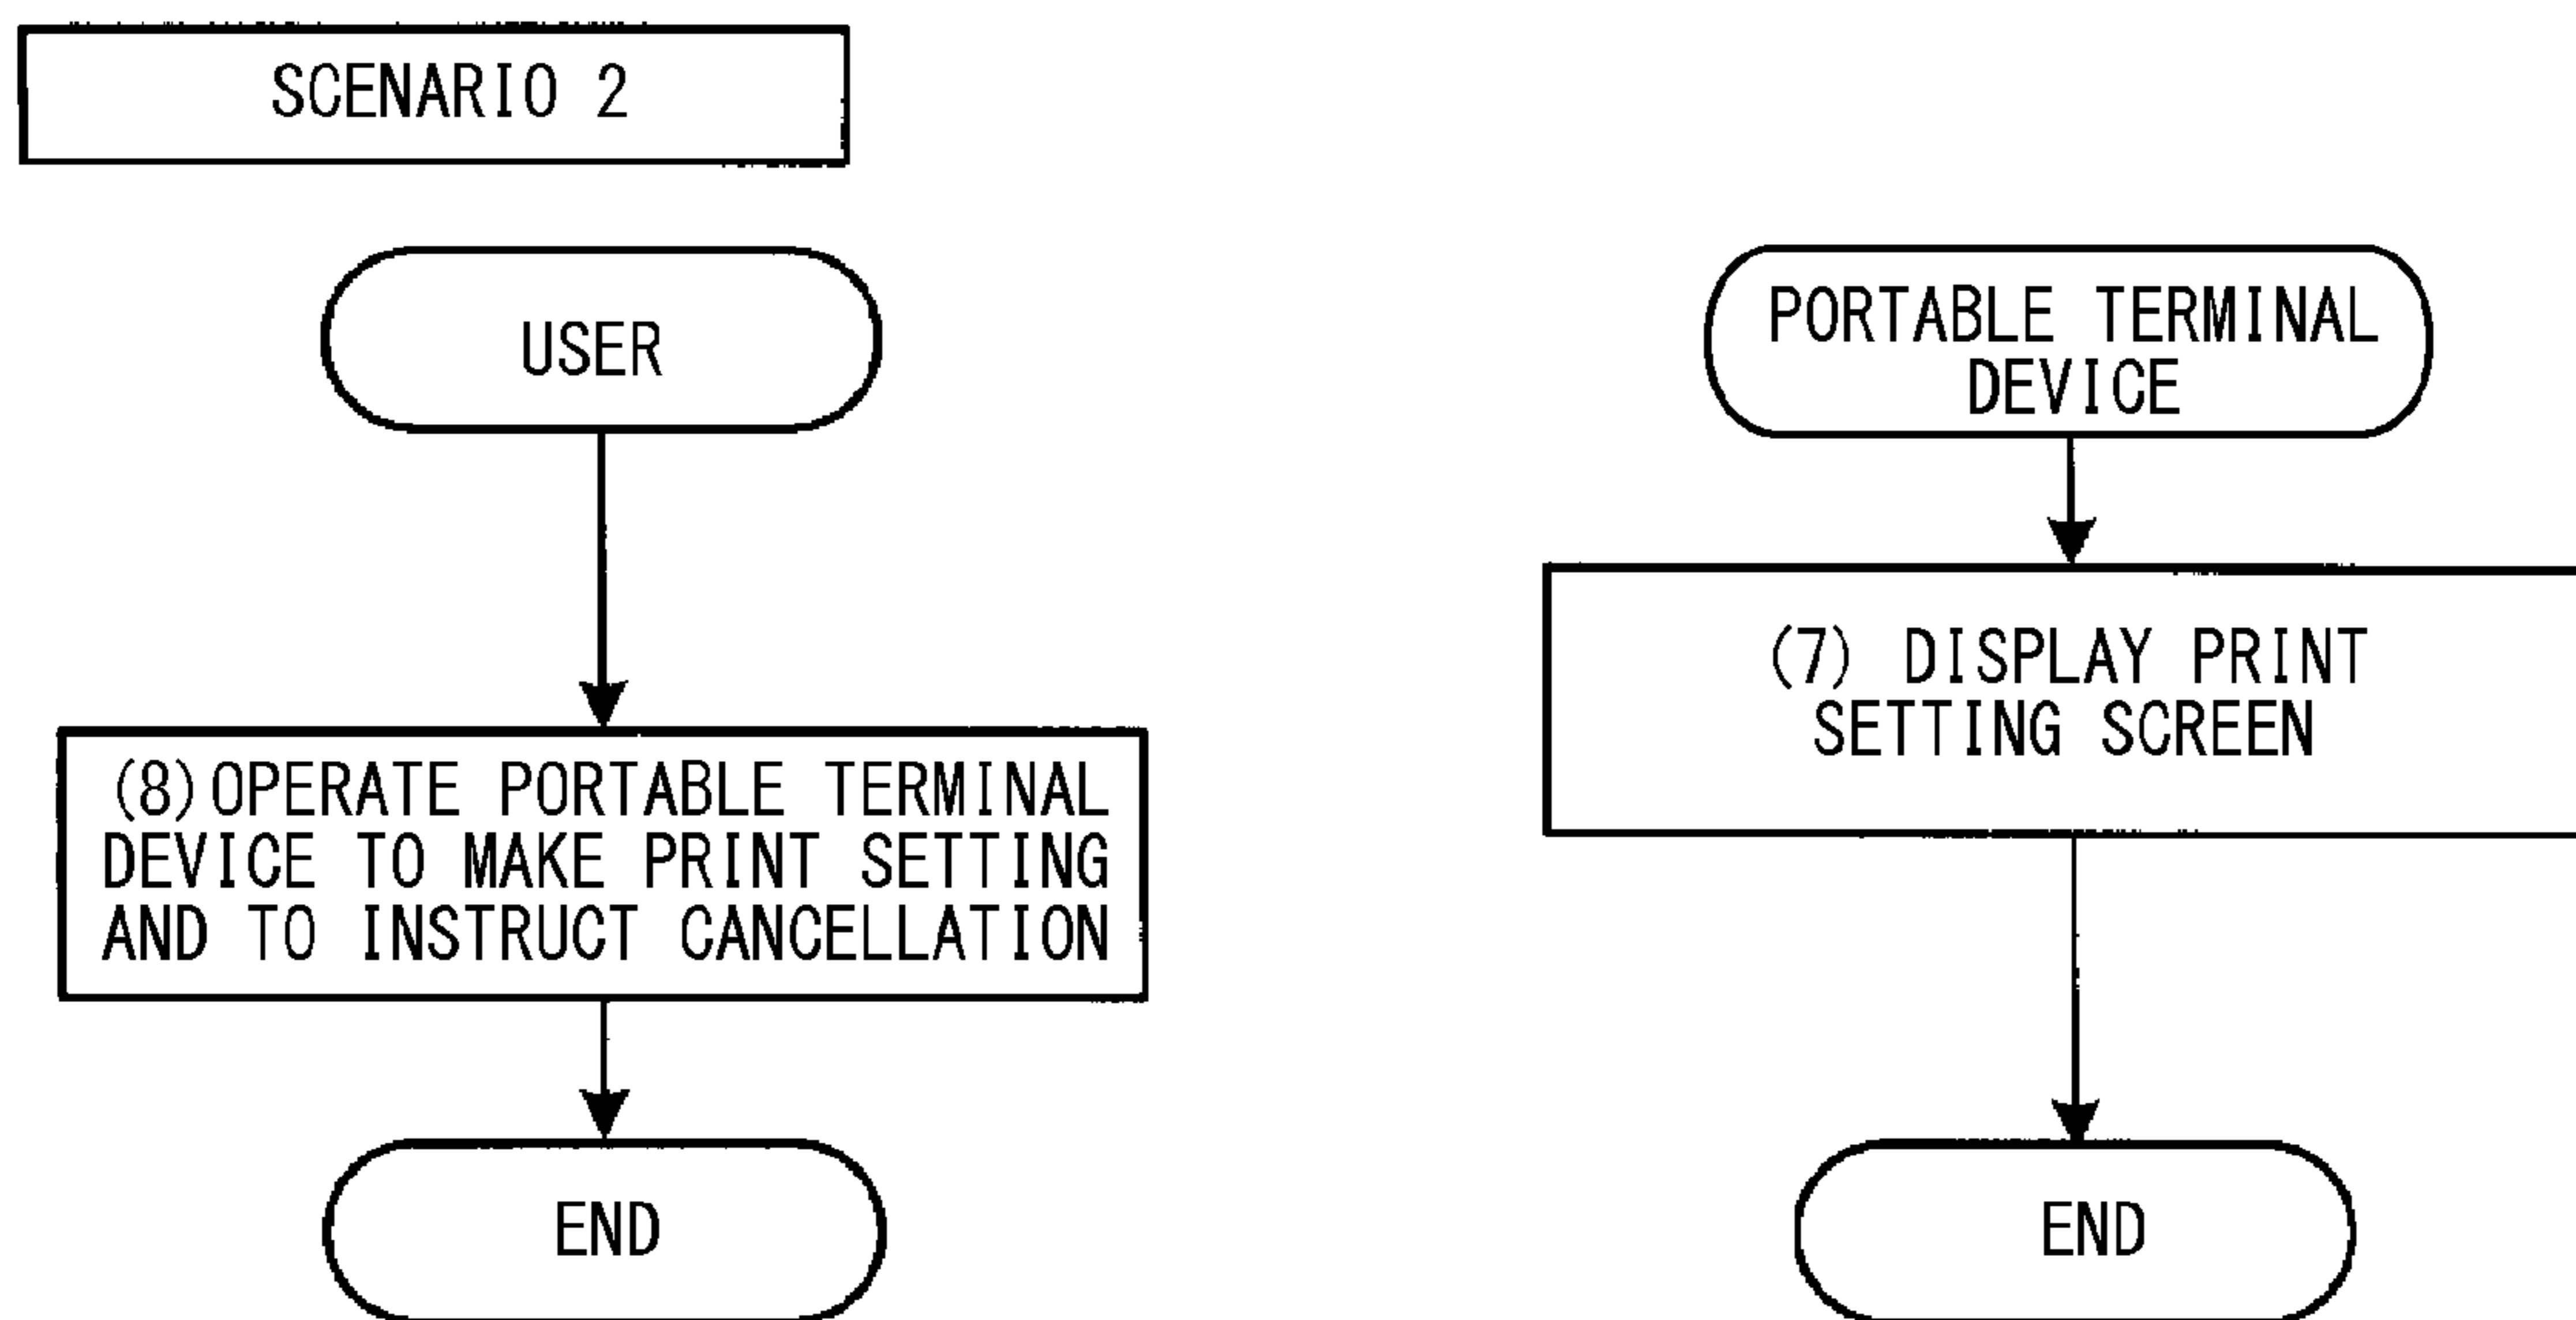 SCENARIO 2
USER
(8)OPERATE PORTABLE TERMINAL
DEVICE TO MAKE PRINT SETTING
AND TO INSTRUCT CANCELLATION
END
PORTABLE TERMINAL
DEVICE
(7) DISPLAY PRINT
SETTING SCREEN
END